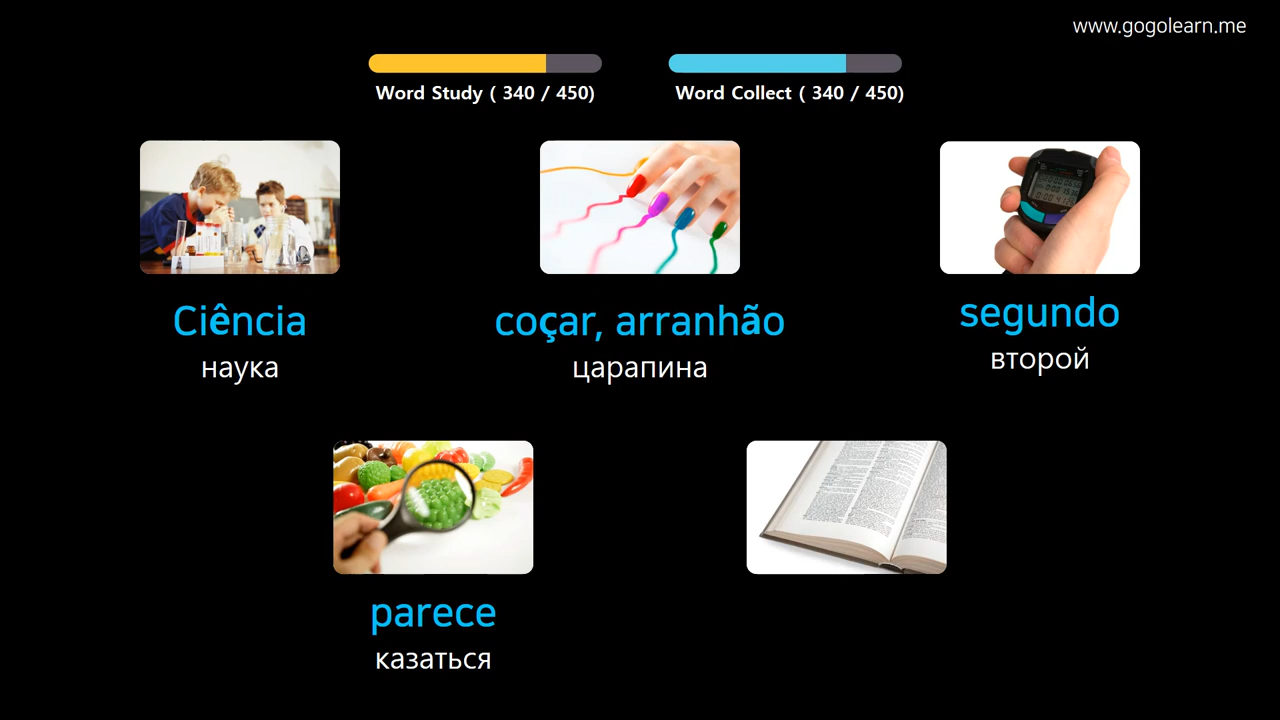 www.gogolearn.me
Word Study ( 340 / 450)
Word Collect ( 340 / 450)
Ciência
наука
coçar, arranhão
царапина
segundo
второй
parece
казаться